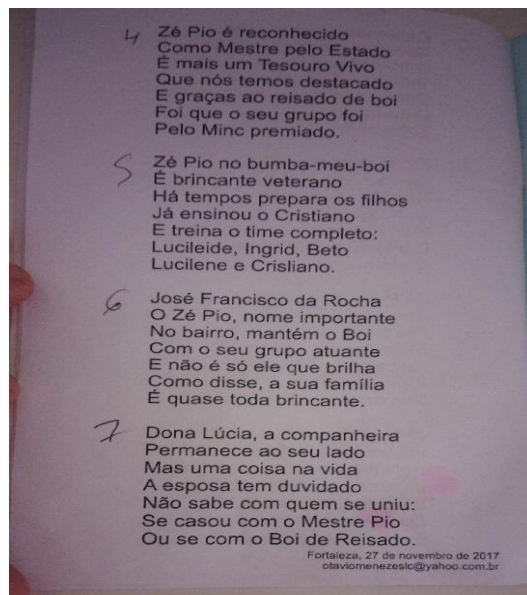 4 Zé Pio é reconhecido
Como Mestre pelo Estado
É mais um Tesouro Vivo
Que nós temos destacado
E graças ao reisado de boi
Foi que o seu grupo foi
Pelo Minc premiado.
5 Zé Pio no bumba-meu-boi
É brincante veterano
Há tempos prepara os filhos
Já ensinou o Cristiano
E treina o time completo:
Lucileide, Ingrid, Beto
Lucilene e Crisliano.
6 José Francisco da Rocha
O Zé Pio, nome importante
No bairro, mantém o Boi
Com o seu grupo atuante
E não é só ele que brilha
Como disse, a sua família
É quase toda brincante.
7 Dona Lúcia, a companheira
Permanece ao seu lado
Mas uma coisa na vida
A esposa tem duvidado
Não sabe com quem se uniu:
Se casou com o Mestre Pio
Ou se com o Boi de Reisado.
Fortaleza, 27 de novembro de 2017
otaviomenezeslc@yahoo.com.br